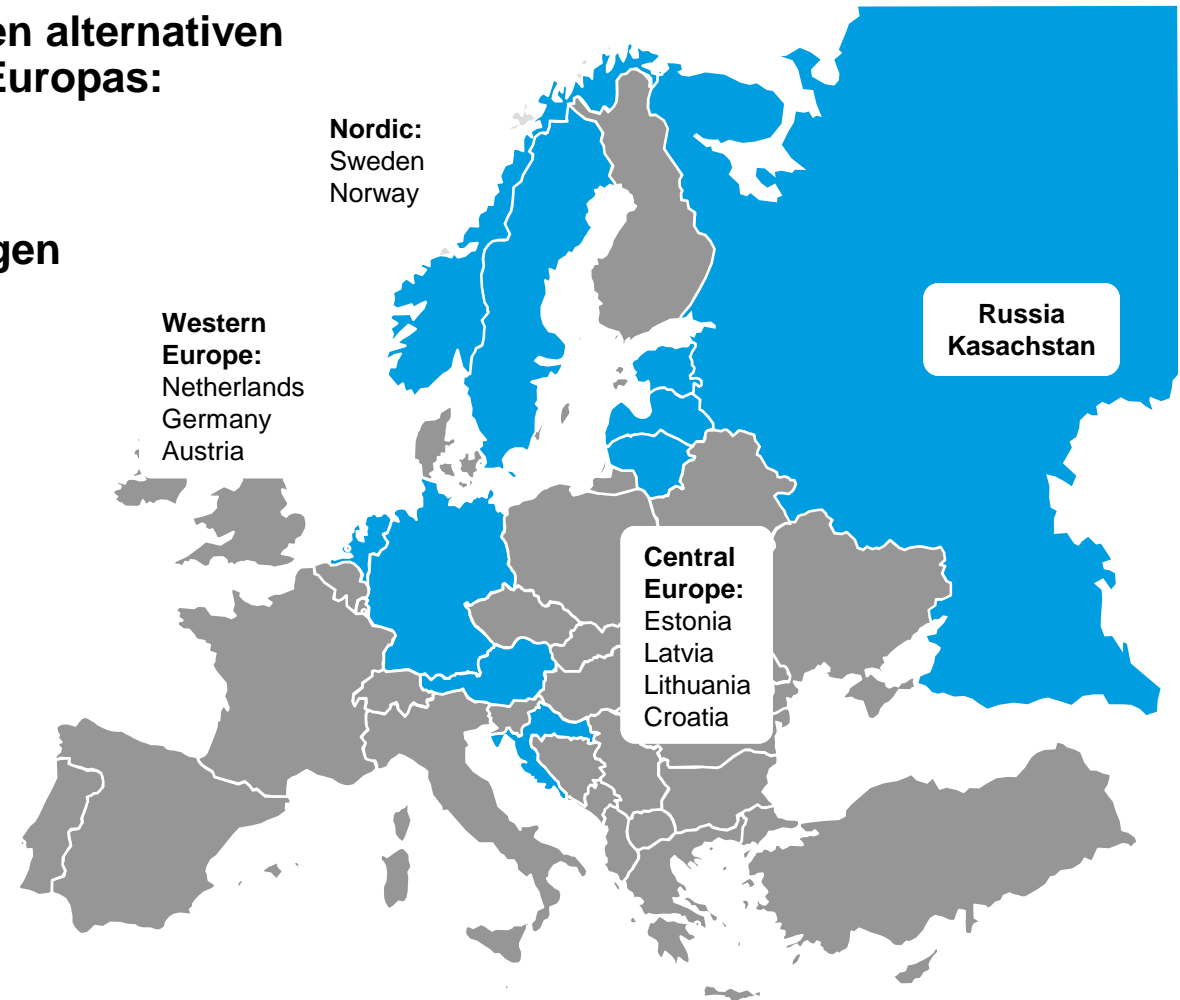 en alternativen
Europas:
Nordic:
Sweden
Norway
gen
Western
Europe:
Netherlands
Germany
Austria
Russia
Kasachstan
Central
Europe:
Estonia
Latvia
Lithuania
Croatia